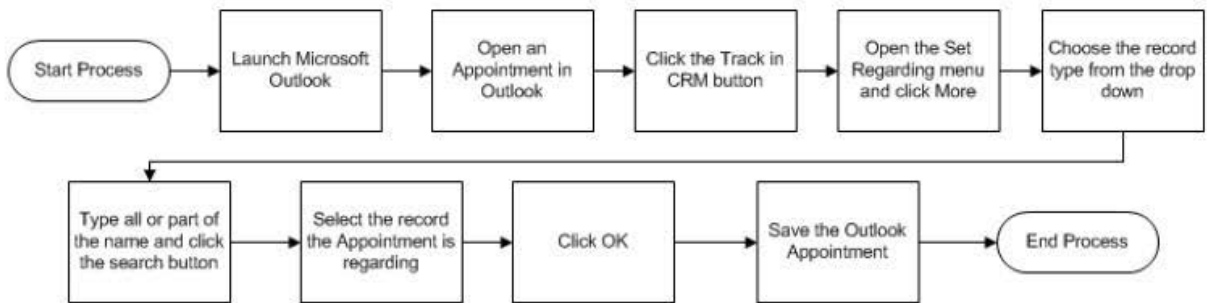 Start Process
Launch Microsoft
Outlook
Open an
Appointment in
Outlook
Click the Track in
CRM button
Open the Set
Regarding menu
and click More
Choose the record
type from the drop
down
Type all or part of
the name and click
the search button
Select the record
the Appointment is
regarding
Click OK
Save the Outlook
Appointment
End Process